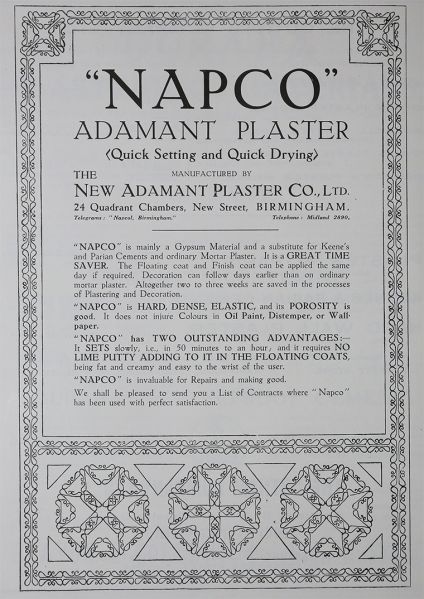 “NAPCO”
ADAMANT PLASTER
(Quick Setting and Quick Drying)
MANUFACTURED BY
THE
NEW ADAMANT PLASTER CO., LTD.
24 Quadrant Chambers, New Street, BIRMINGHAM.
Telegrams: "Napcol, Birmingham." Telephone: Midland 2690.
"NAPCO" is mainly a Gypsum Material and a substitute for Keene's
and Parian Cements and ordinary Mortar Plaster. It is a GREAT TIME
SAVER. The Floating coat and Finish coat can be applied the same
day if required. Decoration can follow days earlier than on ordinary
mortar plaster. Altogether two to three weeks are saved in the processes
of Plastering and Decoration.
"NAPCO" is HARD, DENSE, ELASTIC, and its POROSITY is
good. It does not injure Colours in Oil Paint, Distemper, or Wall-
paper.
"NAPCO" has TWO OUTSTANDING ADVANTAGES:—
It SETS slowly, i.e., in 50 minutes to an hour; and it requires NO
LIME PUTTY ADDING TO IT IN THE FLOATING COATS,
being fat and creamy and easy to the wrist of the user.
"NAPCO" is invaluable for Repairs and making good.
We shall be pleased to send you a List of Contracts where "Napco"
has been used with perfect satisfaction.